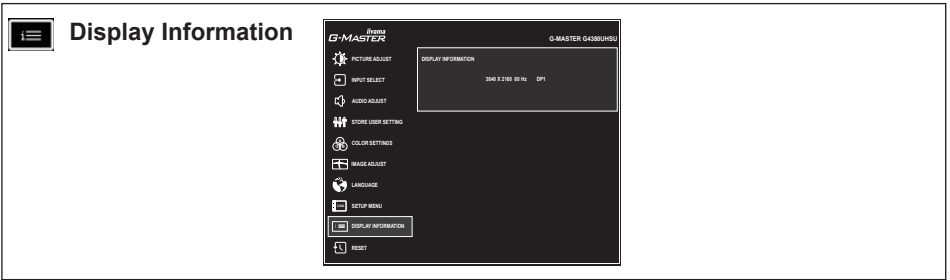 Display Information
iiyama
G-MASTER
G-MASTER G4380UHSU
PICTURE ADJUST
DISPLAY INFORMATION
3840 X 2160 60 Hz DP1
INPUT SELECT
AUDIO ADJUST
STORE USER SETTING
COLOR SETTINGS
IMAGE ADJUST
LANGUAGE
SETUP MENU
DISPLAY INFORMATION
RESET